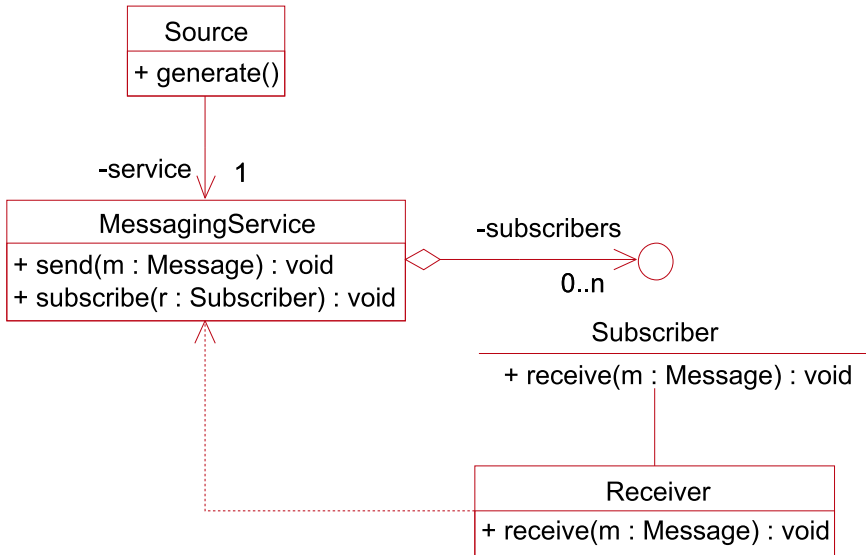 Source
+ generate()
-service 1
MessagingService
+ send(m : Message) : void
+ subscribe(r : Subscriber) : void
-subscribers
0..n
Subscriber
+ receive(m : Message) : void
Receiver
+ receive(m : Message) : void